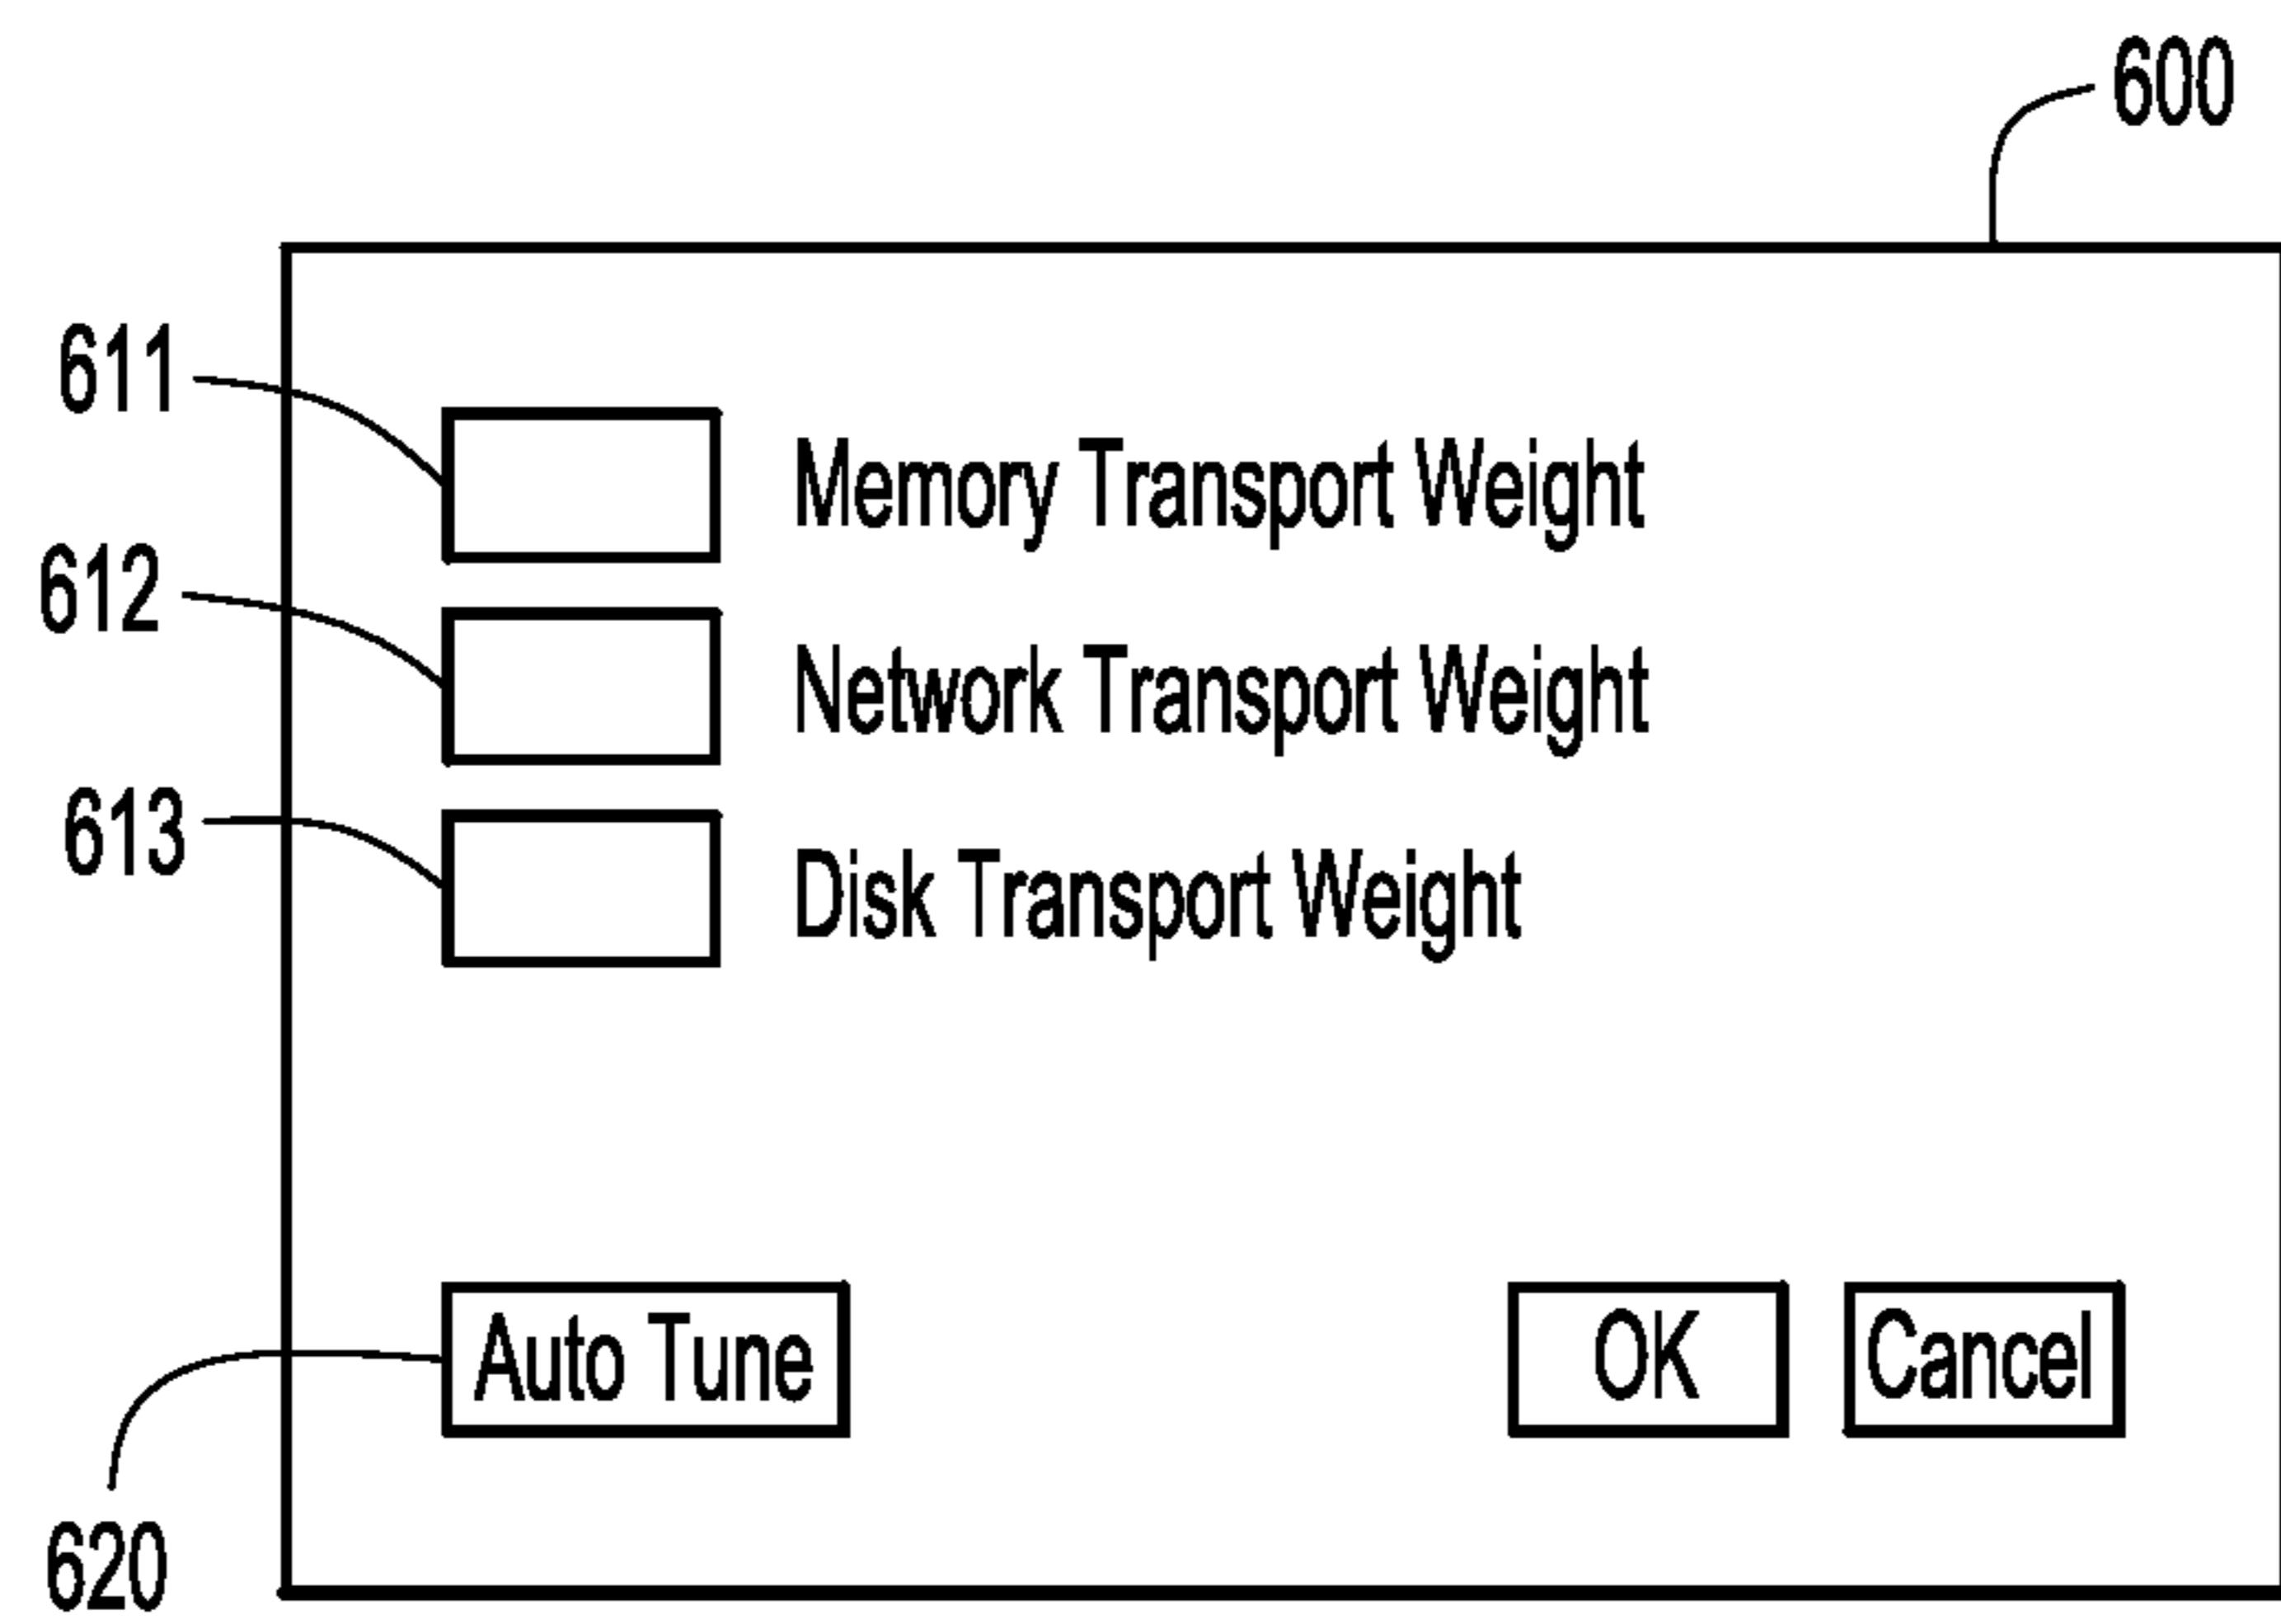 600
611
Memory Transport Weight
612
Network Transport Weight
613
Disk Transport Weight
Auto Tune
OK
Cancel
620